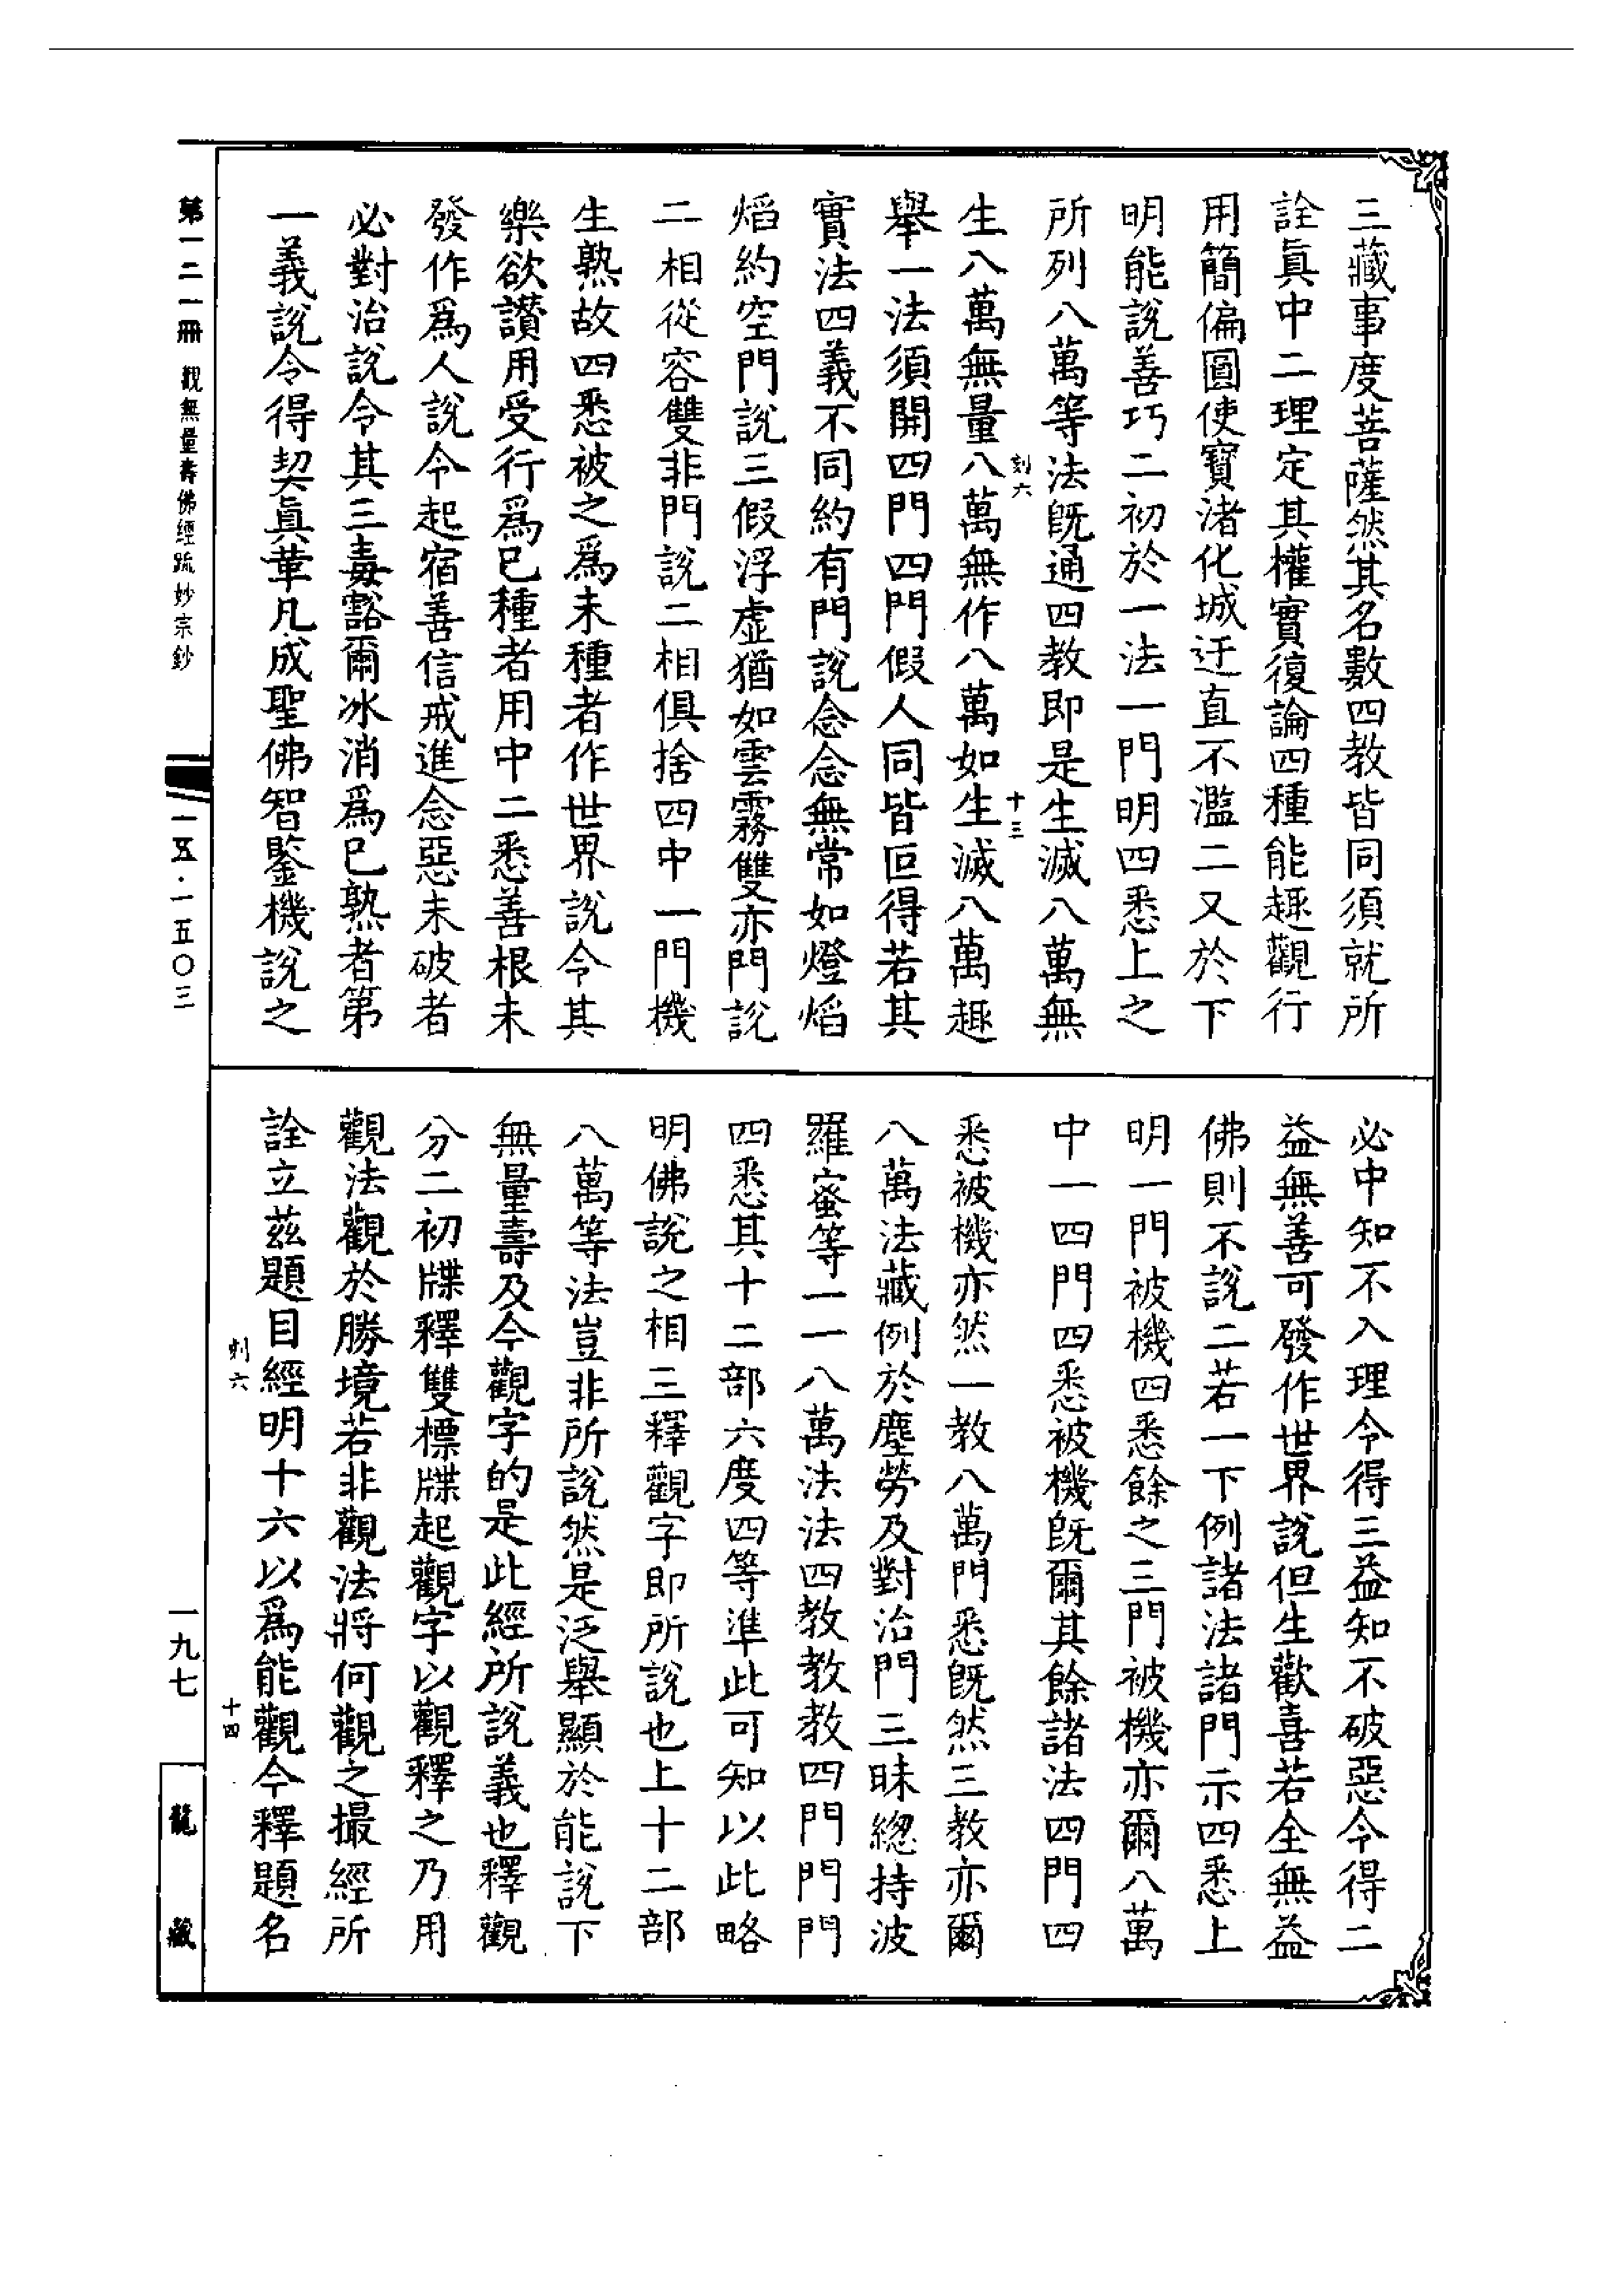 三藏事度菩薩然其名數四教皆同須就所
詮眞中二理定其權實復論四種能趣觀行
用簡偏圓使寶渚化城迂直不濫二又於下
明能說善巧二初於一法一門明四悉上之
所列八萬等法旣通四教即是生滅八萬無
刻六
十三
生八萬無量八萬無作八萬如生滅八萬趣
舉一法須開四門四門假人同皆叵得若其
實法四義不同約有門說念念無常如燈焰
焰約空門說三假浮虛猶如雲霧雙亦門說
二相從容雙非門說二相俱捨四中一門機
生熟故四悉被之爲未種者作世界說令其
樂欲讚用受行爲已種者用中二悉善根未
發作爲人說令起宿善信戒進念惡未破者
必對治說令其三毒豁爾冰消爲已熟者第
一義說令得契眞革凡成聖佛智鑒機說之
必中知不入理令得三益知不破惡令得二
益無善可發作世界說但生歡喜若全無益
佛則不說二若一下例諸法諸門示四悉上
明一門被機四悉餘之三門被機亦爾八萬
中一四門四悉被機旣爾其餘諸法四門四
悉被機亦然一教八萬門悉旣然三教亦爾
八萬法藏例於塵勞及對治門三昧緫持波
羅蜜等一一八萬法法四教教教四門門門
四悉其十二部六度四等準此可知以此略
明佛說之相三釋觀字即所說也上十二部
八萬等法豈非所說然是泛舉顯於能說下
無量壽及今觀字的是此經所說義也釋觀
分二初牒釋雙標牒起觀字以觀釋之乃用
觀法觀於勝境若非觀法將何觀之撮經所
詮立茲題目經明十六以爲能觀今釋題名
刺六
十四
第一二一冊
觀無量壽佛經疏妙宗鈔
一五·一五〇三
一九七
龍藏